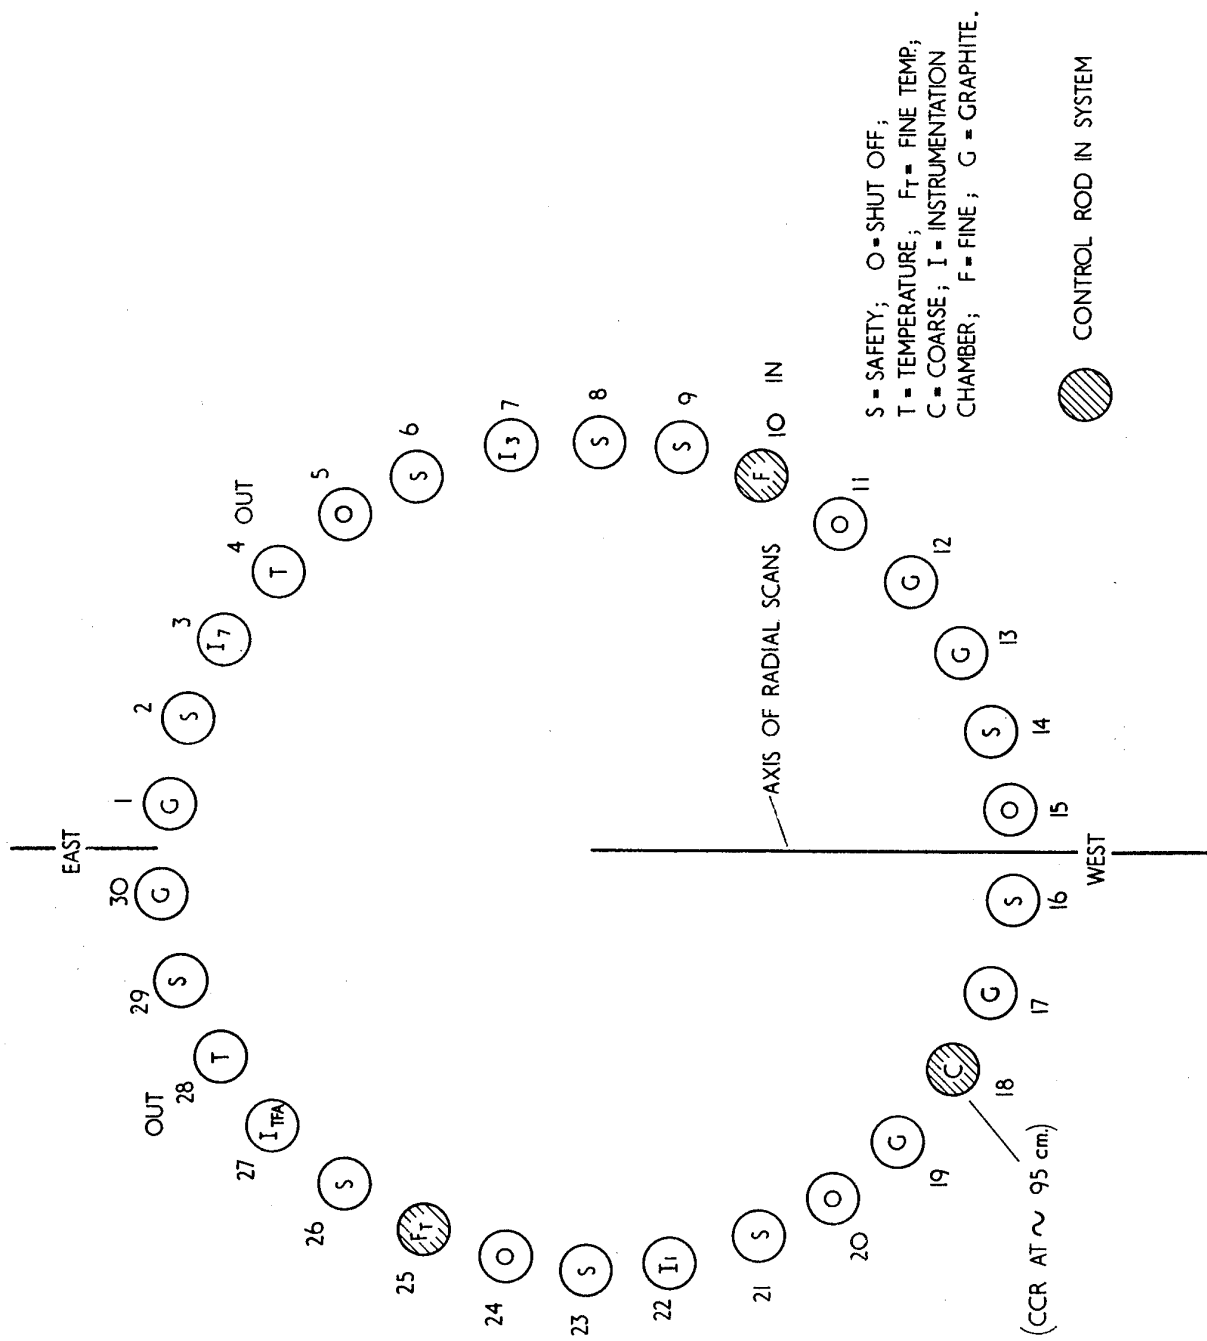 EAST
WEST
AXIS OF RADIAL SCANS
1 G
2 S
3 I7
4 OUT T
5 O
6 S
7 I3
8 S
9 S
10 IN F
11 O
12 G
13 G
14 S
15 O
16 S
17 G
18 C
(CCR AT ~ 95 cm.)
19 G
20 O
21 S
22 I1
23 S
24 O
25 FT
26 S
27 ITFA
28 OUT T
29 S
30 G
S = SAFETY; O = SHUT OFF;
T = TEMPERATURE; FT = FINE TEMP.;
C = COARSE; I = INSTRUMENTATION
CHAMBER; F = FINE; G = GRAPHITE.
CONTROL ROD IN SYSTEM